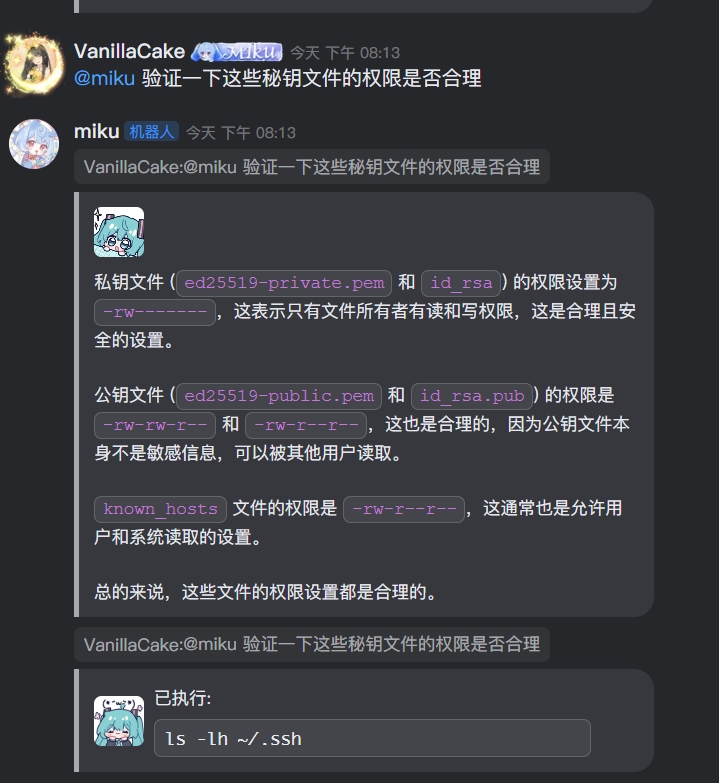 VanillaCake Miku 今天 下午 08:13
@miku 验证一下这些秘钥文件的权限是否合理
miku 机器人 今天 下午 08:13
VanillaCake:@miku 验证一下这些秘钥文件的权限是否合理
私钥文件 (ed25519-private.pem 和 id_rsa) 的权限设置为
-rw-------，这表示只有文件所有者有读和写权限，这是合理且安
全的设置。
公钥文件 (ed25519-public.pem 和 id_rsa.pub) 的权限是
-rw-rw-r-- 和 -rw-r--r--，这也是合理的，因为公钥文件本
身不是敏感信息，可以被其他用户读取。
known_hosts 文件的权限是 -rw-r--r--，这通常也是允许用
户和系统读取的设置。
总的来说，这些文件的权限设置都是合理的。
VanillaCake:@miku 验证一下这些秘钥文件的权限是否合理
已执行:
ls -lh ~/.ssh